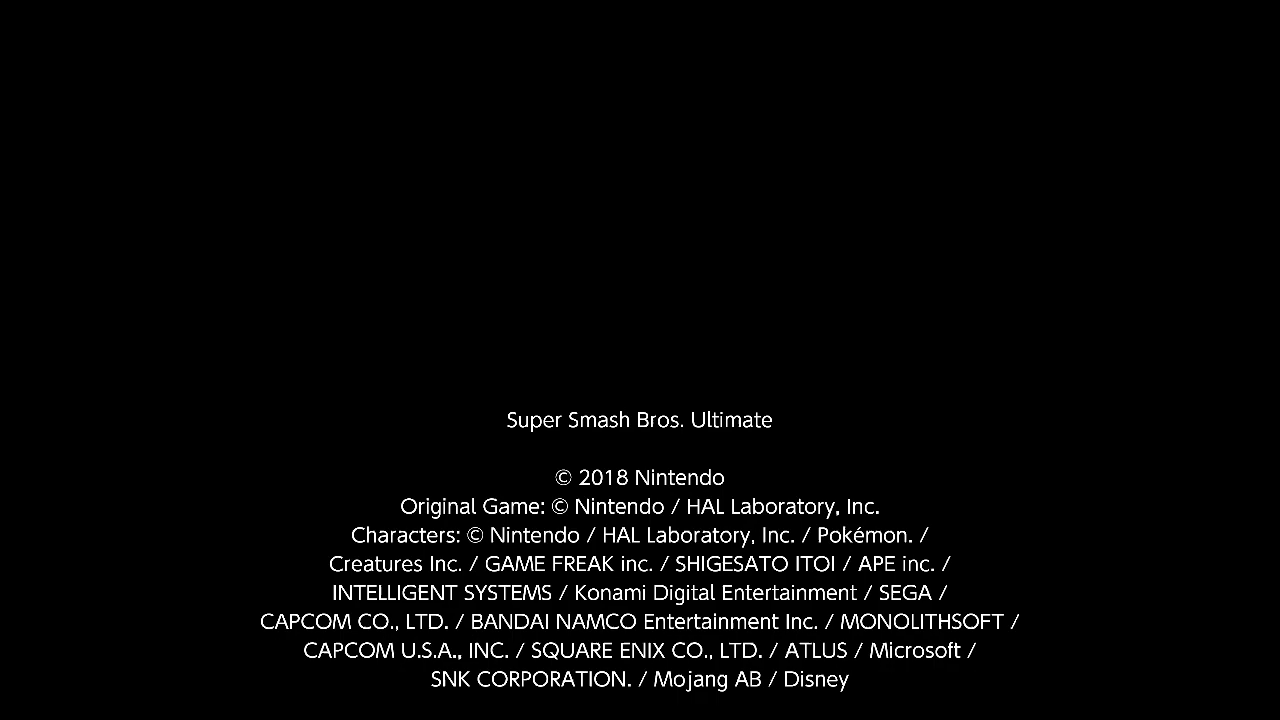 Super Smash Bros. Ultimate
© 2018 Nintendo
Original Game: © Nintendo / HAL Laboratory, Inc.
Characters: © Nintendo / HAL Laboratory, Inc. / Pokémon. /
Creatures Inc. / GAME FREAK inc. / SHIGESATO ITOI / APE inc. /
INTELLIGENT SYSTEMS / Konami Digital Entertainment / SEGA /
CAPCOM CO., LTD. / BANDAI NAMCO Entertainment Inc. / MONOLITHSOFT /
CAPCOM U.S.A., INC. / SQUARE ENIX CO., LTD. / ATLUS / Microsoft /
SNK CORPORATION. / Mojang AB / Disney